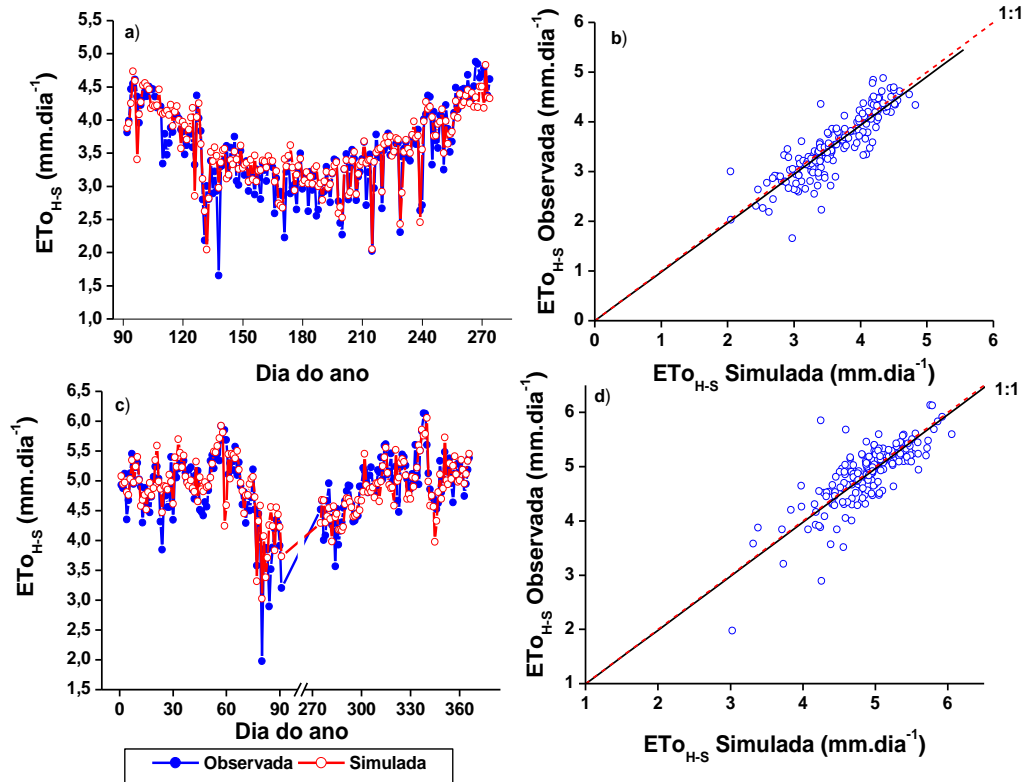 a)
5,5
5,0
4,5
4,0
3,5
3,0
2,5
2,0
1,5
1,0
90 120 150 180 210 240 270
ETo_H-S (mm.dia⁻¹)
Dia do ano
b)
1:1
6
5
4
3
2
1
0
0 1 2 3 4 5 6
ETo_H-S Observada (mm.dia⁻¹)
ETo_H-S Simulada (mm.dia⁻¹)
c)
6,5
6,0
5,5
5,0
4,5
4,0
3,5
3,0
2,5
2,0
1,5
0 30 60 90 270 300 330 360
ETo_H-S (mm.dia⁻¹)
Dia do ano
Observada Simulada
d)
1:1
6
5
4
3
2
1
1 2 3 4 5 6
ETo_H-S Observada (mm.dia⁻¹)
ETo_H-S Simulada (mm.dia⁻¹)